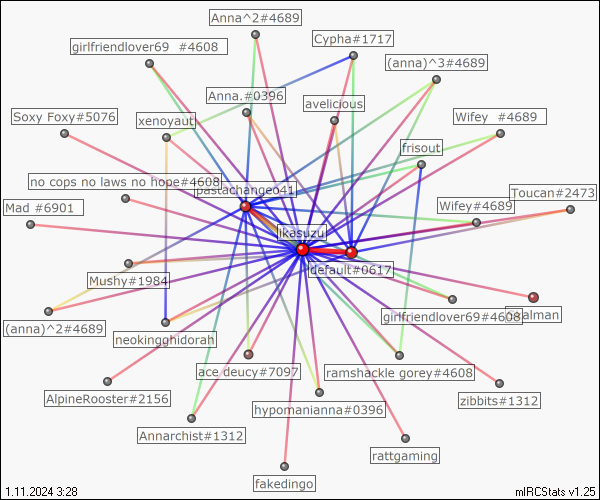 Anna^2#4689
Cypha#1717
girlfriendlover69 #4608
(anna)^3#4689
Anna.#0396
avelicious
Soxy Foxy#5076
xenoyaut
Wifey #4689
frisout
no cops no laws no hope#4608
pastachangeo41
Toucan#2473
Mad #6901
Wifey#4689
ikasuzu
default#0617
Mushy#1984
girlfriendlover69#4608
(anna)^2#4689
neokingghidorah
ace deucy#7097
ramshackle gorey#4608
AlpineRooster#2156
hypomanianna#0396
zibbits#1312
Annarchist#1312
rattgaming
fakedingo
1.11.2024 3:28
mIRCStats v1.25